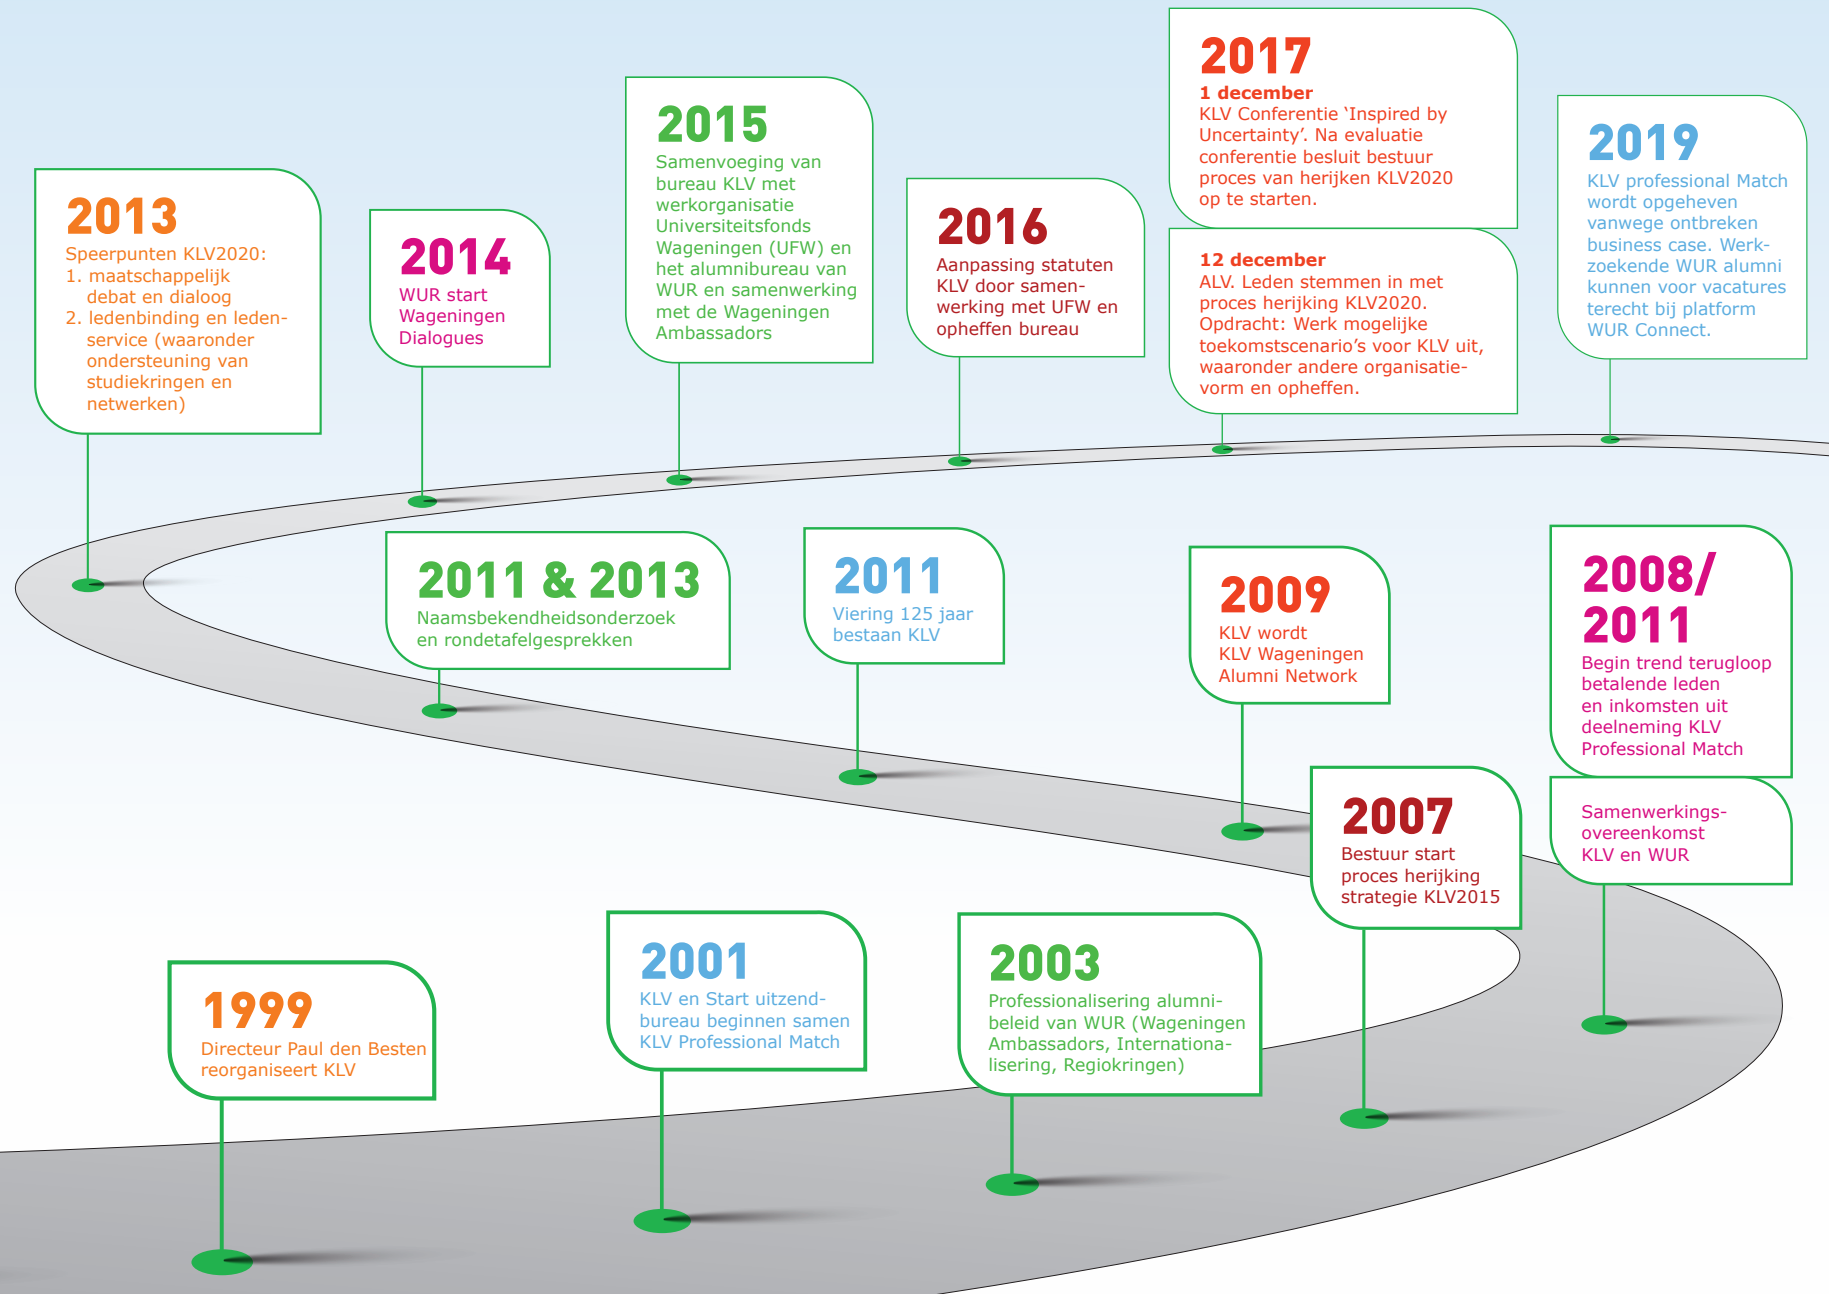 2013
Speerpunten KLV2020:
1. maatschappelijk
debat en dialoog
2. ledenbinding en leden-
service (waaronder
ondersteuning van
studiekringen en
netwerken)
2014
WUR start
Wageningen
Dialogues
2015
Samenvoeging van
bureau KLV met
werkorganisatie
Universiteitsfonds
Wageningen (UFW) en
het alumnibureau van
WUR en samenwerking
met de Wageningen
Ambassadors
2016
Aanpassing statuten
KLV door samen-
werking met UFW en
opheffen bureau
2017
1 december
KLV Conferentie ‘Inspired by
Uncertainty’. Na evaluatie
conferentie besluit bestuur
proces van herijken KLV2020
op te starten.
12 december
ALV. Leden stemmen in met
proces herijking KLV2020.
Opdracht: Werk mogelijke
toekomstscenario’s voor KLV uit,
waaronder andere organisatie-
vorm en opheffen.
2019
KLV professional Match
wordt opgeheven
vanwege ontbreken
business case. Werk-
zoekende WUR alumni
kunnen voor vacatures
terecht bij platform
WUR Connect.
2011 & 2013
Naamsbekendheidsonderzoek
en rondetafelgesprekken
2011
Viering 125 jaar
bestaan KLV
2009
KLV wordt
KLV Wageningen
Alumni Network
2008/
2011
Begin trend terugloop
betalende leden
en inkomsten uit
deelneming KLV
Professional Match
Samenwerkings-
overeenkomst
KLV en WUR
2007
Bestuur start
proces herijking
strategie KLV2015
1999
Directeur Paul den Besten
reorganiseert KLV
2001
KLV en Start uitzend-
bureau beginnen samen
KLV Professional Match
2003
Professionalisering alumni-
beleid van WUR (Wageningen
Ambassadors, Internationa-
lisering, Regiokringen)